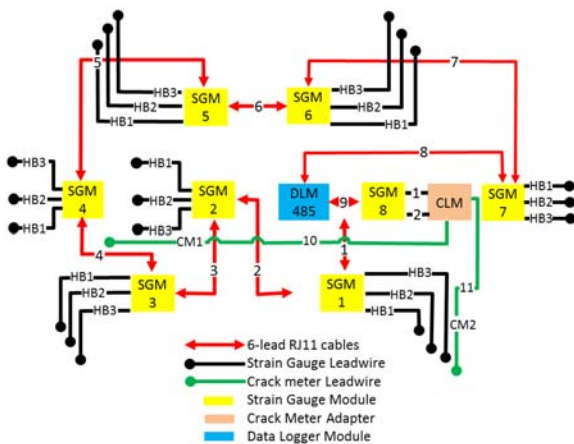 5
7
HB3
HB2
HB1
SGM
5
6
SGM
6
HB3
HB2
HB1
8
HB3
HB2
HB1
SGM
4
HB1
HB2
HB3
SGM
2
DLM
485
9
SGM
8
1
2
CLM
SGM
7
HB1
HB2
HB3
CM1
10
4
3
2
1
11
HB1
HB2
HB3
SGM
3
SGM
1
HB3
HB2
HB1
CM2
6-lead RJ11 cables
Strain Gauge Leadwire
Crack meter Leadwire
Strain Gauge Module
Crack Meter Adapter
Data Logger Module